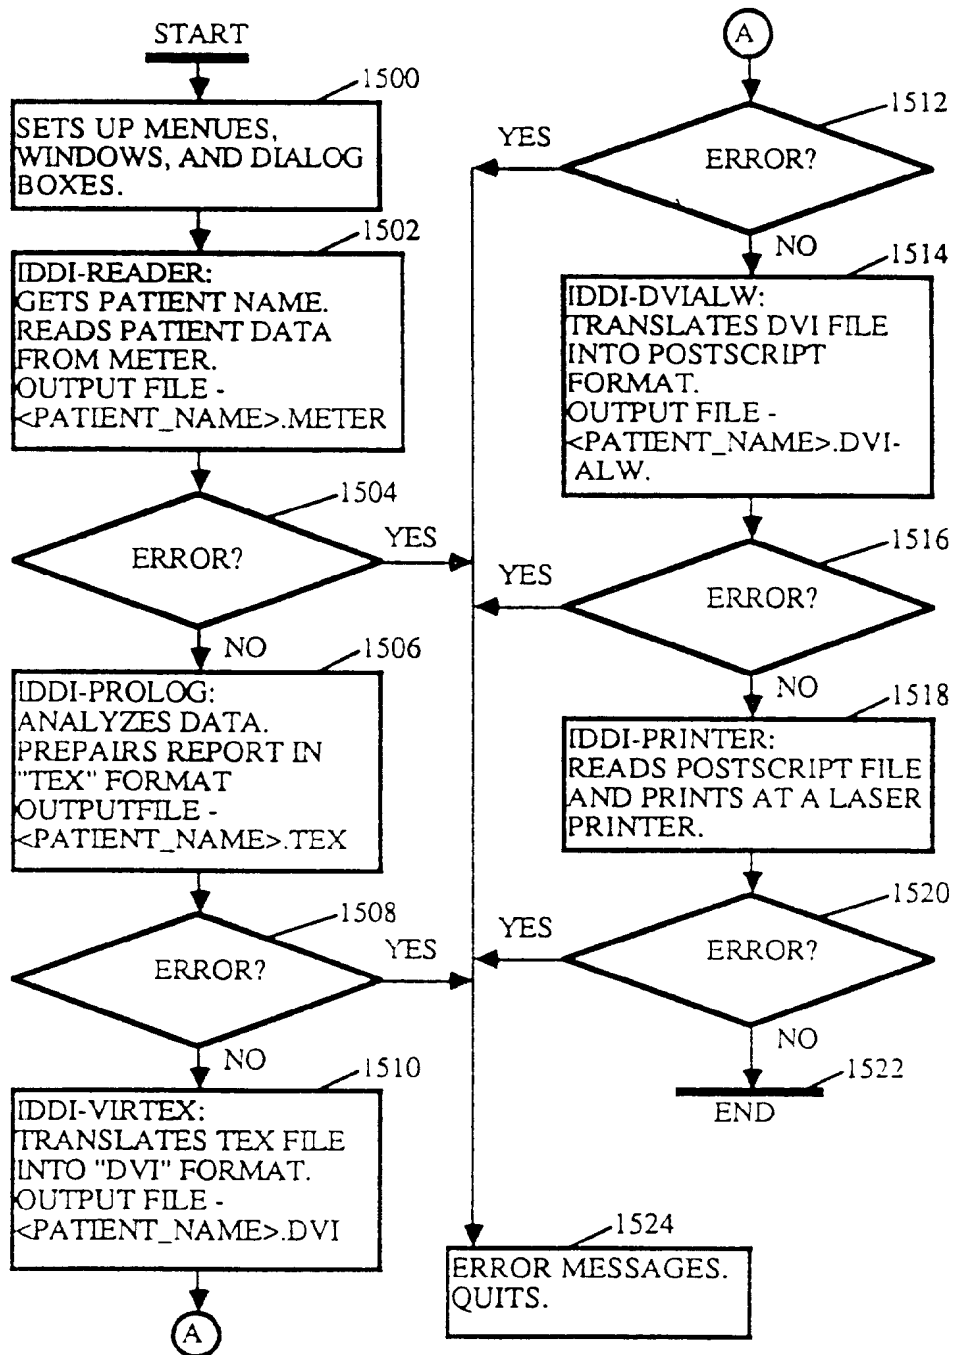 START
1500
SETS UP MENUES,
WINDOWS, AND DIALOG
BOXES.
1502
IDDI-READER:
GETS PATIENT NAME.
READS PATIENT DATA
FROM METER.
OUTPUT FILE -
<PATIENT_NAME>.METER
1504
ERROR?
YES
NO
1506
IDDI-PROLOG:
ANALYZES DATA.
PREPAIRS REPORT IN
"TEX" FORMAT
OUTPUTFILE -
<PATIENT_NAME>.TEX
1508
ERROR?
YES
NO
1510
IDDI-VIRTEX:
TRANSLATES TEX FILE
INTO "DVI" FORMAT.
OUTPUT FILE -
<PATIENT_NAME>.DVI
A
A
1512
ERROR?
YES
NO
1514
IDDI-DVIALW:
TRANSLATES DVI FILE
INTO POSTSCRIPT
FORMAT.
OUTPUT FILE -
<PATIENT_NAME>.DVI-
ALW.
1516
ERROR?
YES
NO
1518
IDDI-PRINTER:
READS POSTSCRIPT FILE
AND PRINTS AT A LASER
PRINTER.
1520
ERROR?
YES
NO
1522
END
1524
ERROR MESSAGES.
QUITS.